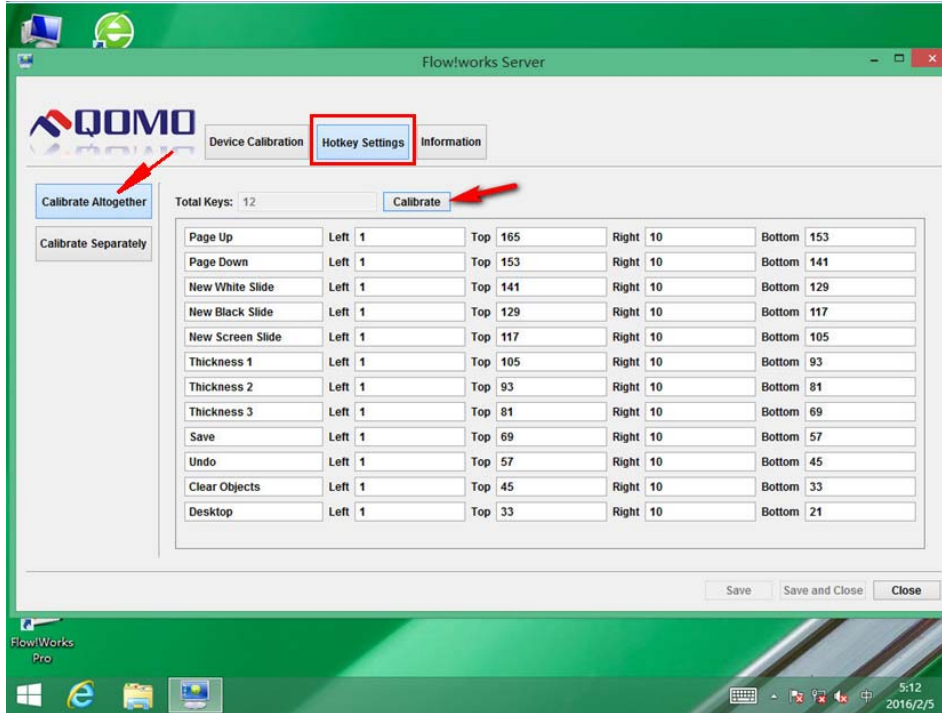 Flow!works Server
QOMO
Device Calibration
Hotkey Settings
Information
Calibrate Altogether
Calibrate Separately
Total Keys: 12
Calibrate
Page Up Left 1 Top 165 Right 10 Bottom 153
Page Down Left 1 Top 153 Right 10 Bottom 141
New White Slide Left 1 Top 141 Right 10 Bottom 129
New Black Slide Left 1 Top 129 Right 10 Bottom 117
New Screen Slide Left 1 Top 117 Right 10 Bottom 105
Thickness 1 Left 1 Top 105 Right 10 Bottom 93
Thickness 2 Left 1 Top 93 Right 10 Bottom 81
Thickness 3 Left 1 Top 81 Right 10 Bottom 69
Save Left 1 Top 69 Right 10 Bottom 57
Undo Left 1 Top 57 Right 10 Bottom 45
Clear Objects Left 1 Top 45 Right 10 Bottom 33
Desktop Left 1 Top 33 Right 10 Bottom 21
Save
Save and Close
Close
Flow!Works
Pro
中
5:12
2016/2/5